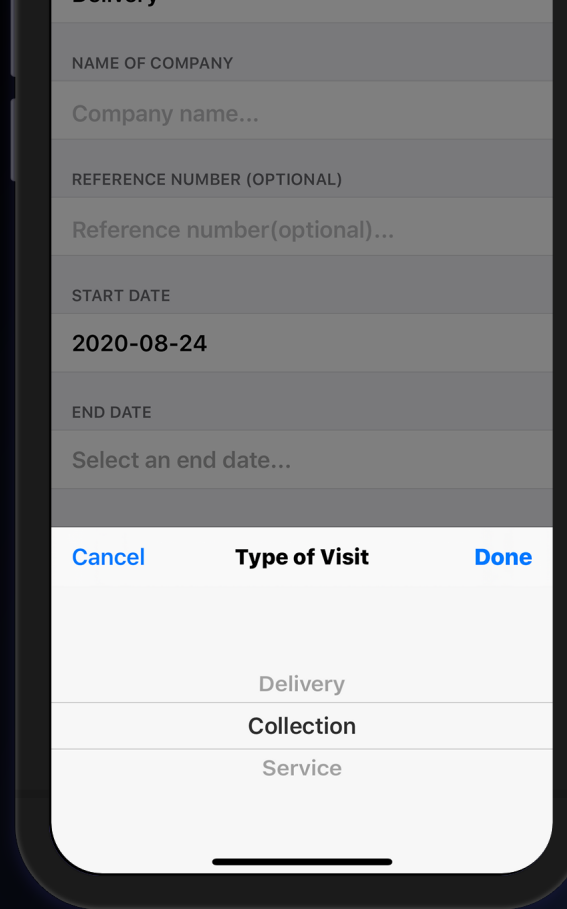 Delivery
NAME OF COMPANY
Company name...
REFERENCE NUMBER (OPTIONAL)
Reference number(optional)...
START DATE
2020-08-24
END DATE
Select an end date...
Cancel Type of Visit Done
Delivery
Collection
Service